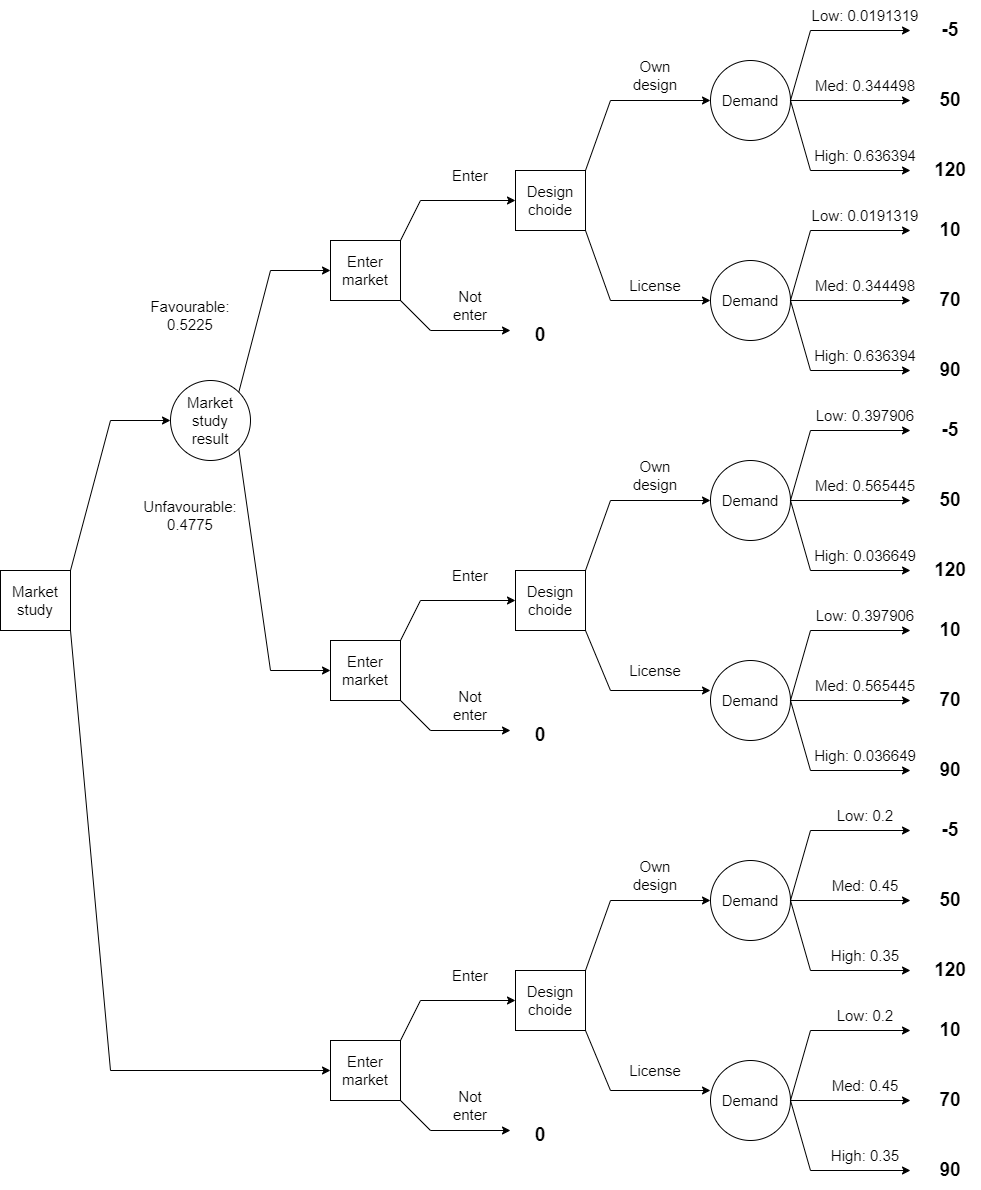 Low: 0.0191319
-5
Own
design
Demand
Med: 0.344498
50
High: 0.636394
120
Enter
Design
choide
Low: 0.0191319
10
License
Demand
Med: 0.344498
70
High: 0.636394
90
Enter
market
Not
enter
0
Favourable:
0.5225
Market
study
result
Unfavourable:
0.4775
Low: 0.397906
-5
Own
design
Demand
Med: 0.565445
50
High: 0.036649
120
Enter
Design
choide
Low: 0.397906
10
License
Demand
Med: 0.565445
70
High: 0.036649
90
Enter
market
Not
enter
0
Market
study
Low: 0.2
-5
Own
design
Demand
Med: 0.45
50
High: 0.35
120
Enter
Design
choide
Low: 0.2
10
License
Demand
Med: 0.45
70
High: 0.35
90
Enter
market
Not
enter
0